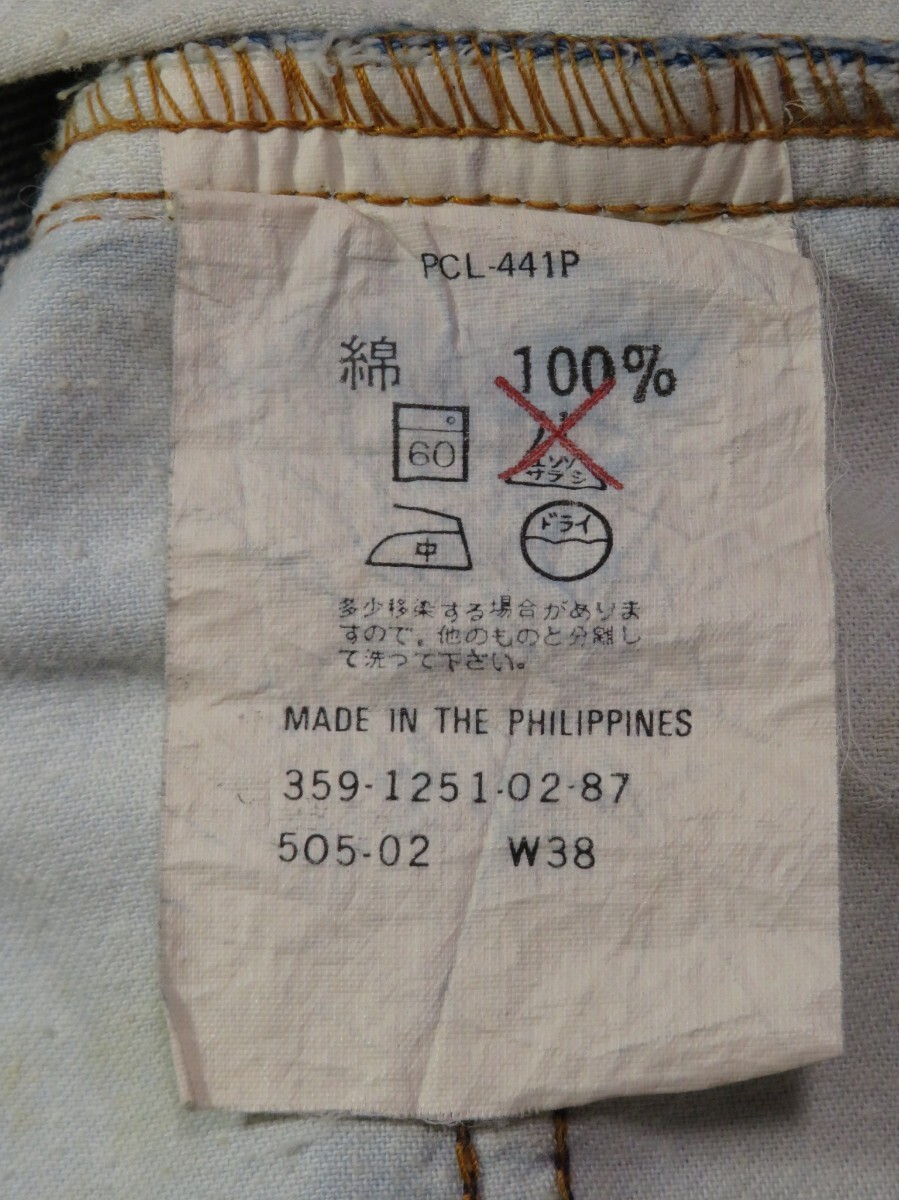 PCL-441P
綿 100%
60
エンソ
サラシ
中 ドライ
多少移染する場合がありま
すので。他のものと分離し
て洗って下さい。
MADE IN THE PHILIPPINES
359-1251-02-87
505-02 W38